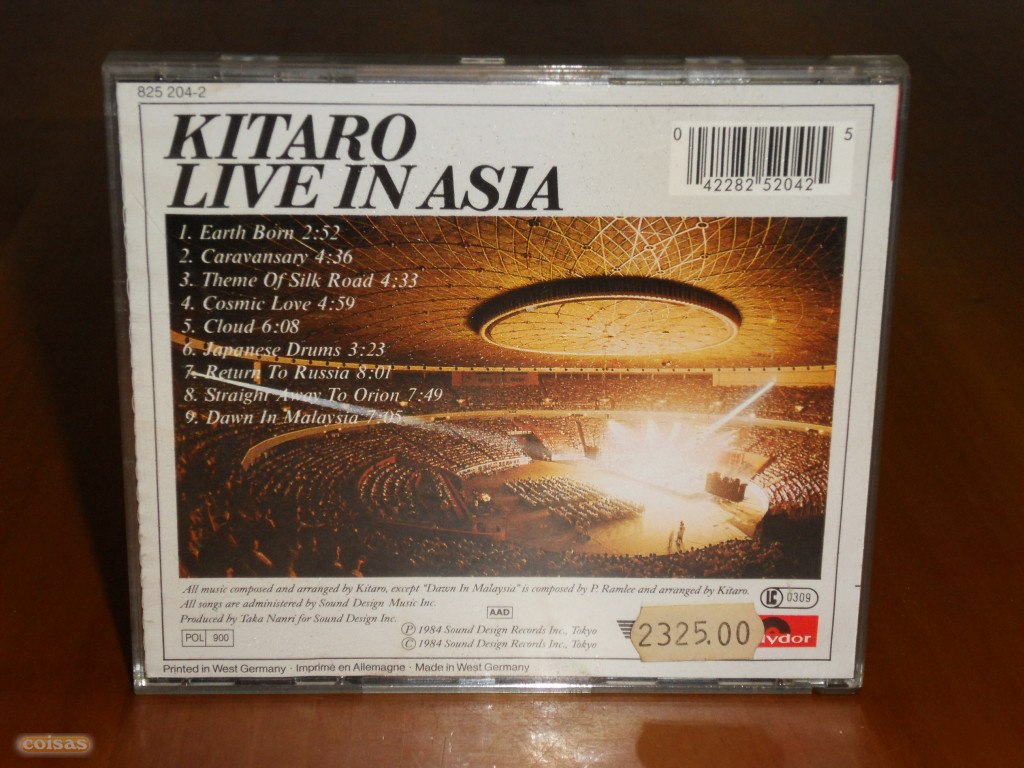 825 204-2
KITARO
LIVE IN ASIA
0 42282 52042 5
1. Earth Born 2:52
2. Caravansary 4:36
3. Theme Of Silk Road 4:33
4. Cosmic Love 4:59
5. Cloud 6:08
6. Japanese Drums 3:23
7. Return To Russia 8:01
8. Straight Away To Orion 7:49
9. Dawn In Malaysia 7:05
All music composed and arranged by Kitaro, except "Dawn In Malaysia" is composed by P. Ramlee and arranged by Kitaro.
All songs are administered by Sound Design Music Inc.
Produced by Taka Nanri for Sound Design Inc.
AAD
LC 0309
POL 900
Ⓟ 1984 Sound Design Records Inc., Tokyo
© 1984 Sound Design Records Inc., Tokyo
2325.00
Printed in West Germany · Imprimé en Allemagne · Made in West Germany
coisas